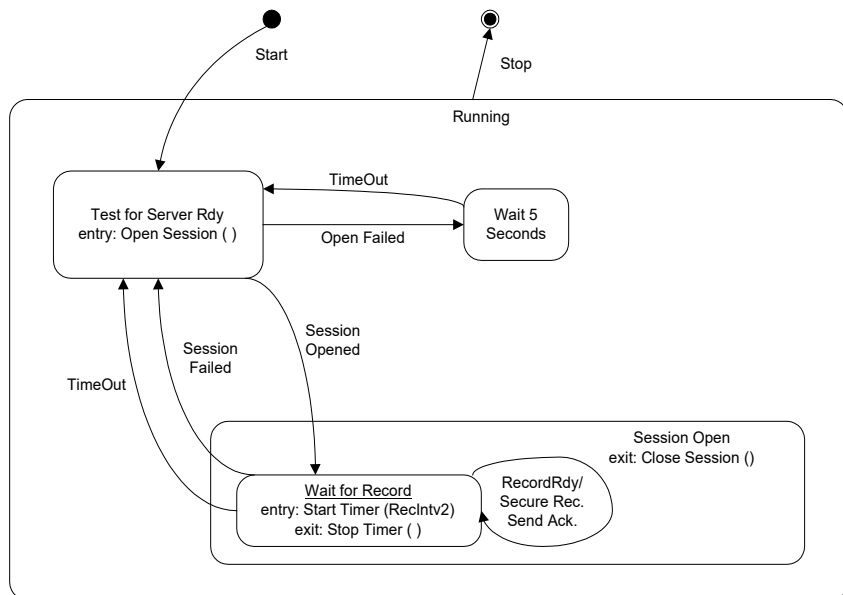 Start
Stop
Running
TimeOut
Test for Server Rdy
entry: Open Session ( )
Wait 5
Seconds
Open Failed
Session
Opened
Session
Failed
TimeOut
Session Open
exit: Close Session ()
Wait for Record
entry: Start Timer (RecIntv2)
exit: Stop Timer ( )
RecordRdy/
Secure Rec.
Send Ack.